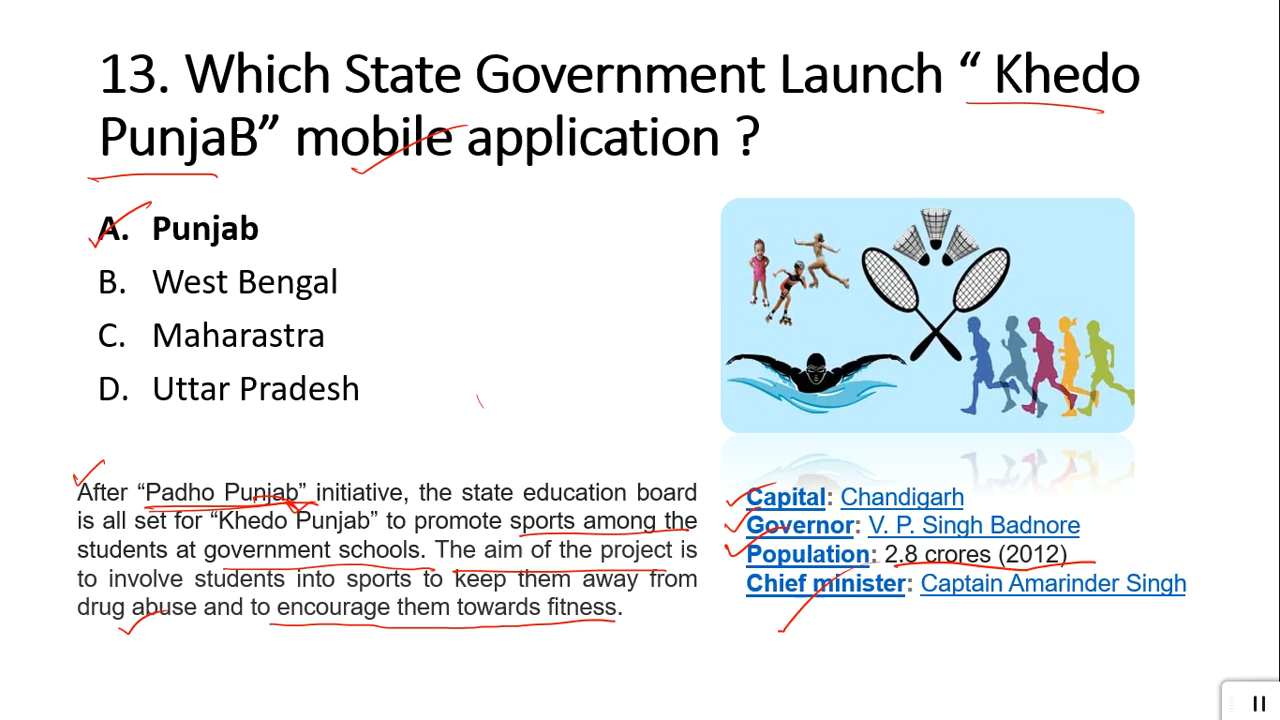 13. Which State Government Launch “ Khedo
PunjaB” mobile application ?
A. Punjab
B. West Bengal
C. Maharastra
D. Uttar Pradesh
After “Padho Punjab” initiative, the state education board
is all set for “Khedo Punjab” to promote sports among the
students at government schools. The aim of the project is
to involve students into sports to keep them away from
drug abuse and to encourage them towards fitness.
Capital: Chandigarh
Governor: V. P. Singh Badnore
Population: 2.8 crores (2012)
Chief minister: Captain Amarinder Singh